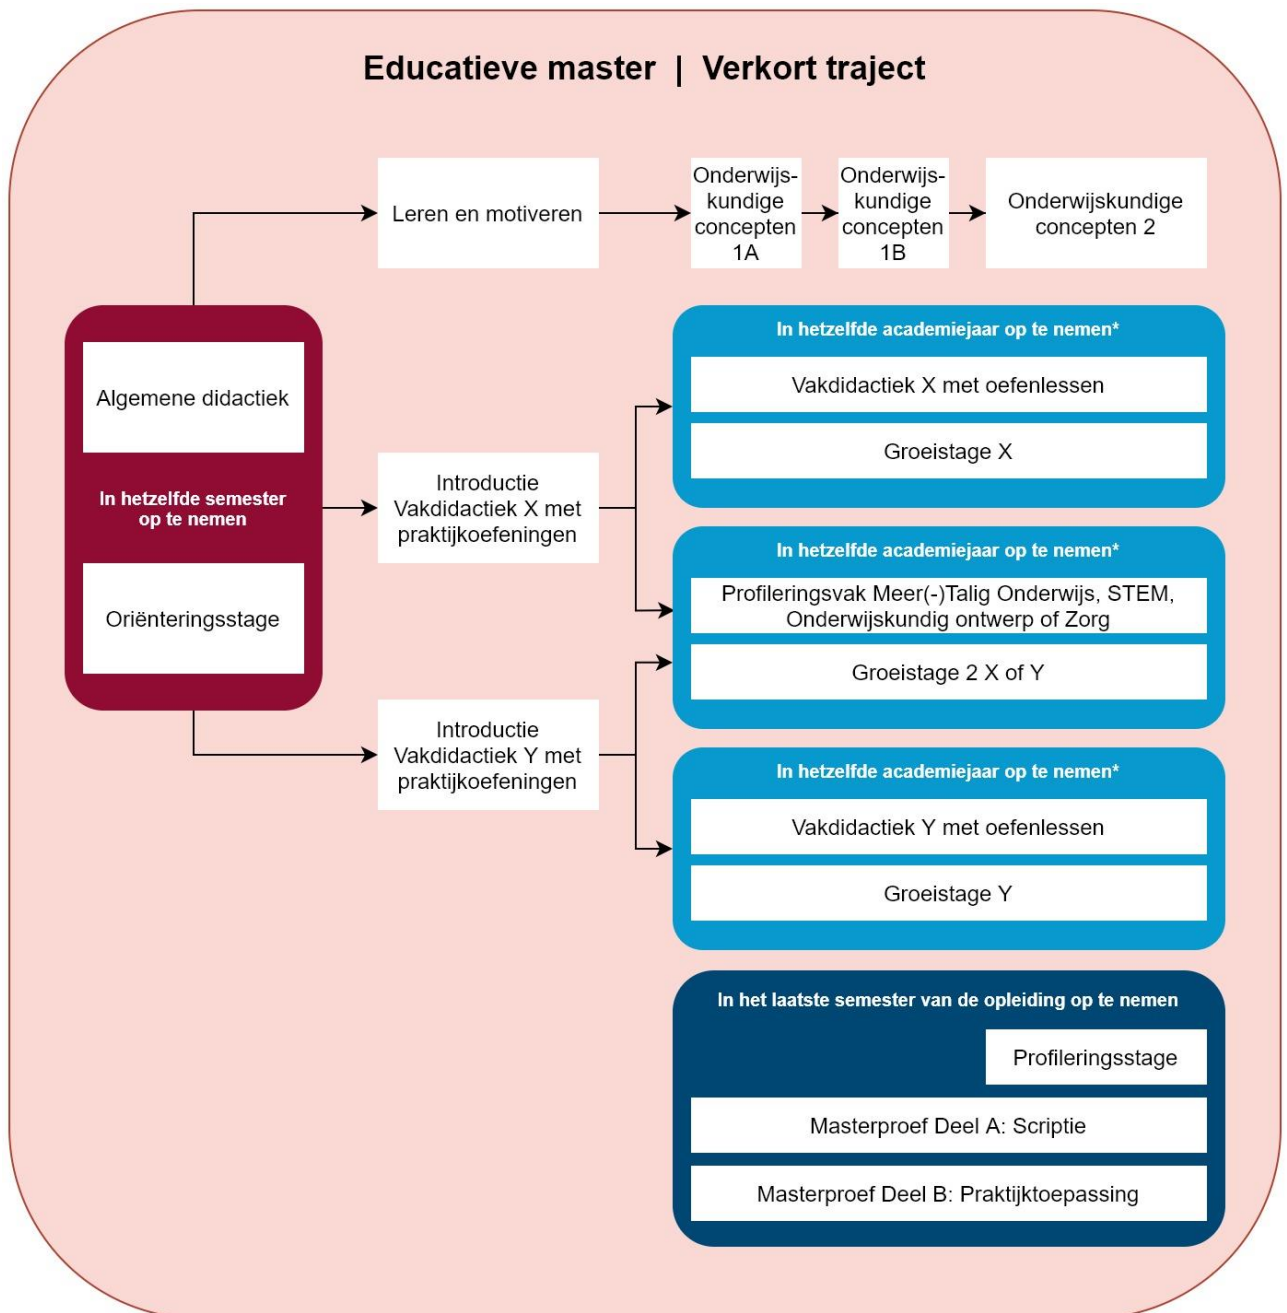 Educatieve master | Verkort traject
Leren en motiveren
Onderwijs-
kundige
concepten
1A
Onderwijs-
kundige
concepten
1B
Onderwijskundige
concepten 2
Algemene didactiek
In hetzelfde semester
op te nemen
Oriënteringsstage
Introductie
Vakdidactiek X met
praktijkoefeningen
Introductie
Vakdidactiek Y met
praktijkoefeningen
In hetzelfde academiejaar op te nemen*
Vakdidactiek X met oefenlessen
Groeistage X
In hetzelfde academiejaar op te nemen*
Profileringsvak Meer(-)Talig Onderwijs, STEM,
Onderwijskundig ontwerp of Zorg
Groeistage 2 X of Y
In hetzelfde academiejaar op te nemen*
Vakdidactiek Y met oefenlessen
Groeistage Y
In het laatste semester van de opleiding op te nemen
Profileringsstage
Masterproef Deel A: Scriptie
Masterproef Deel B: Praktijktoepassing